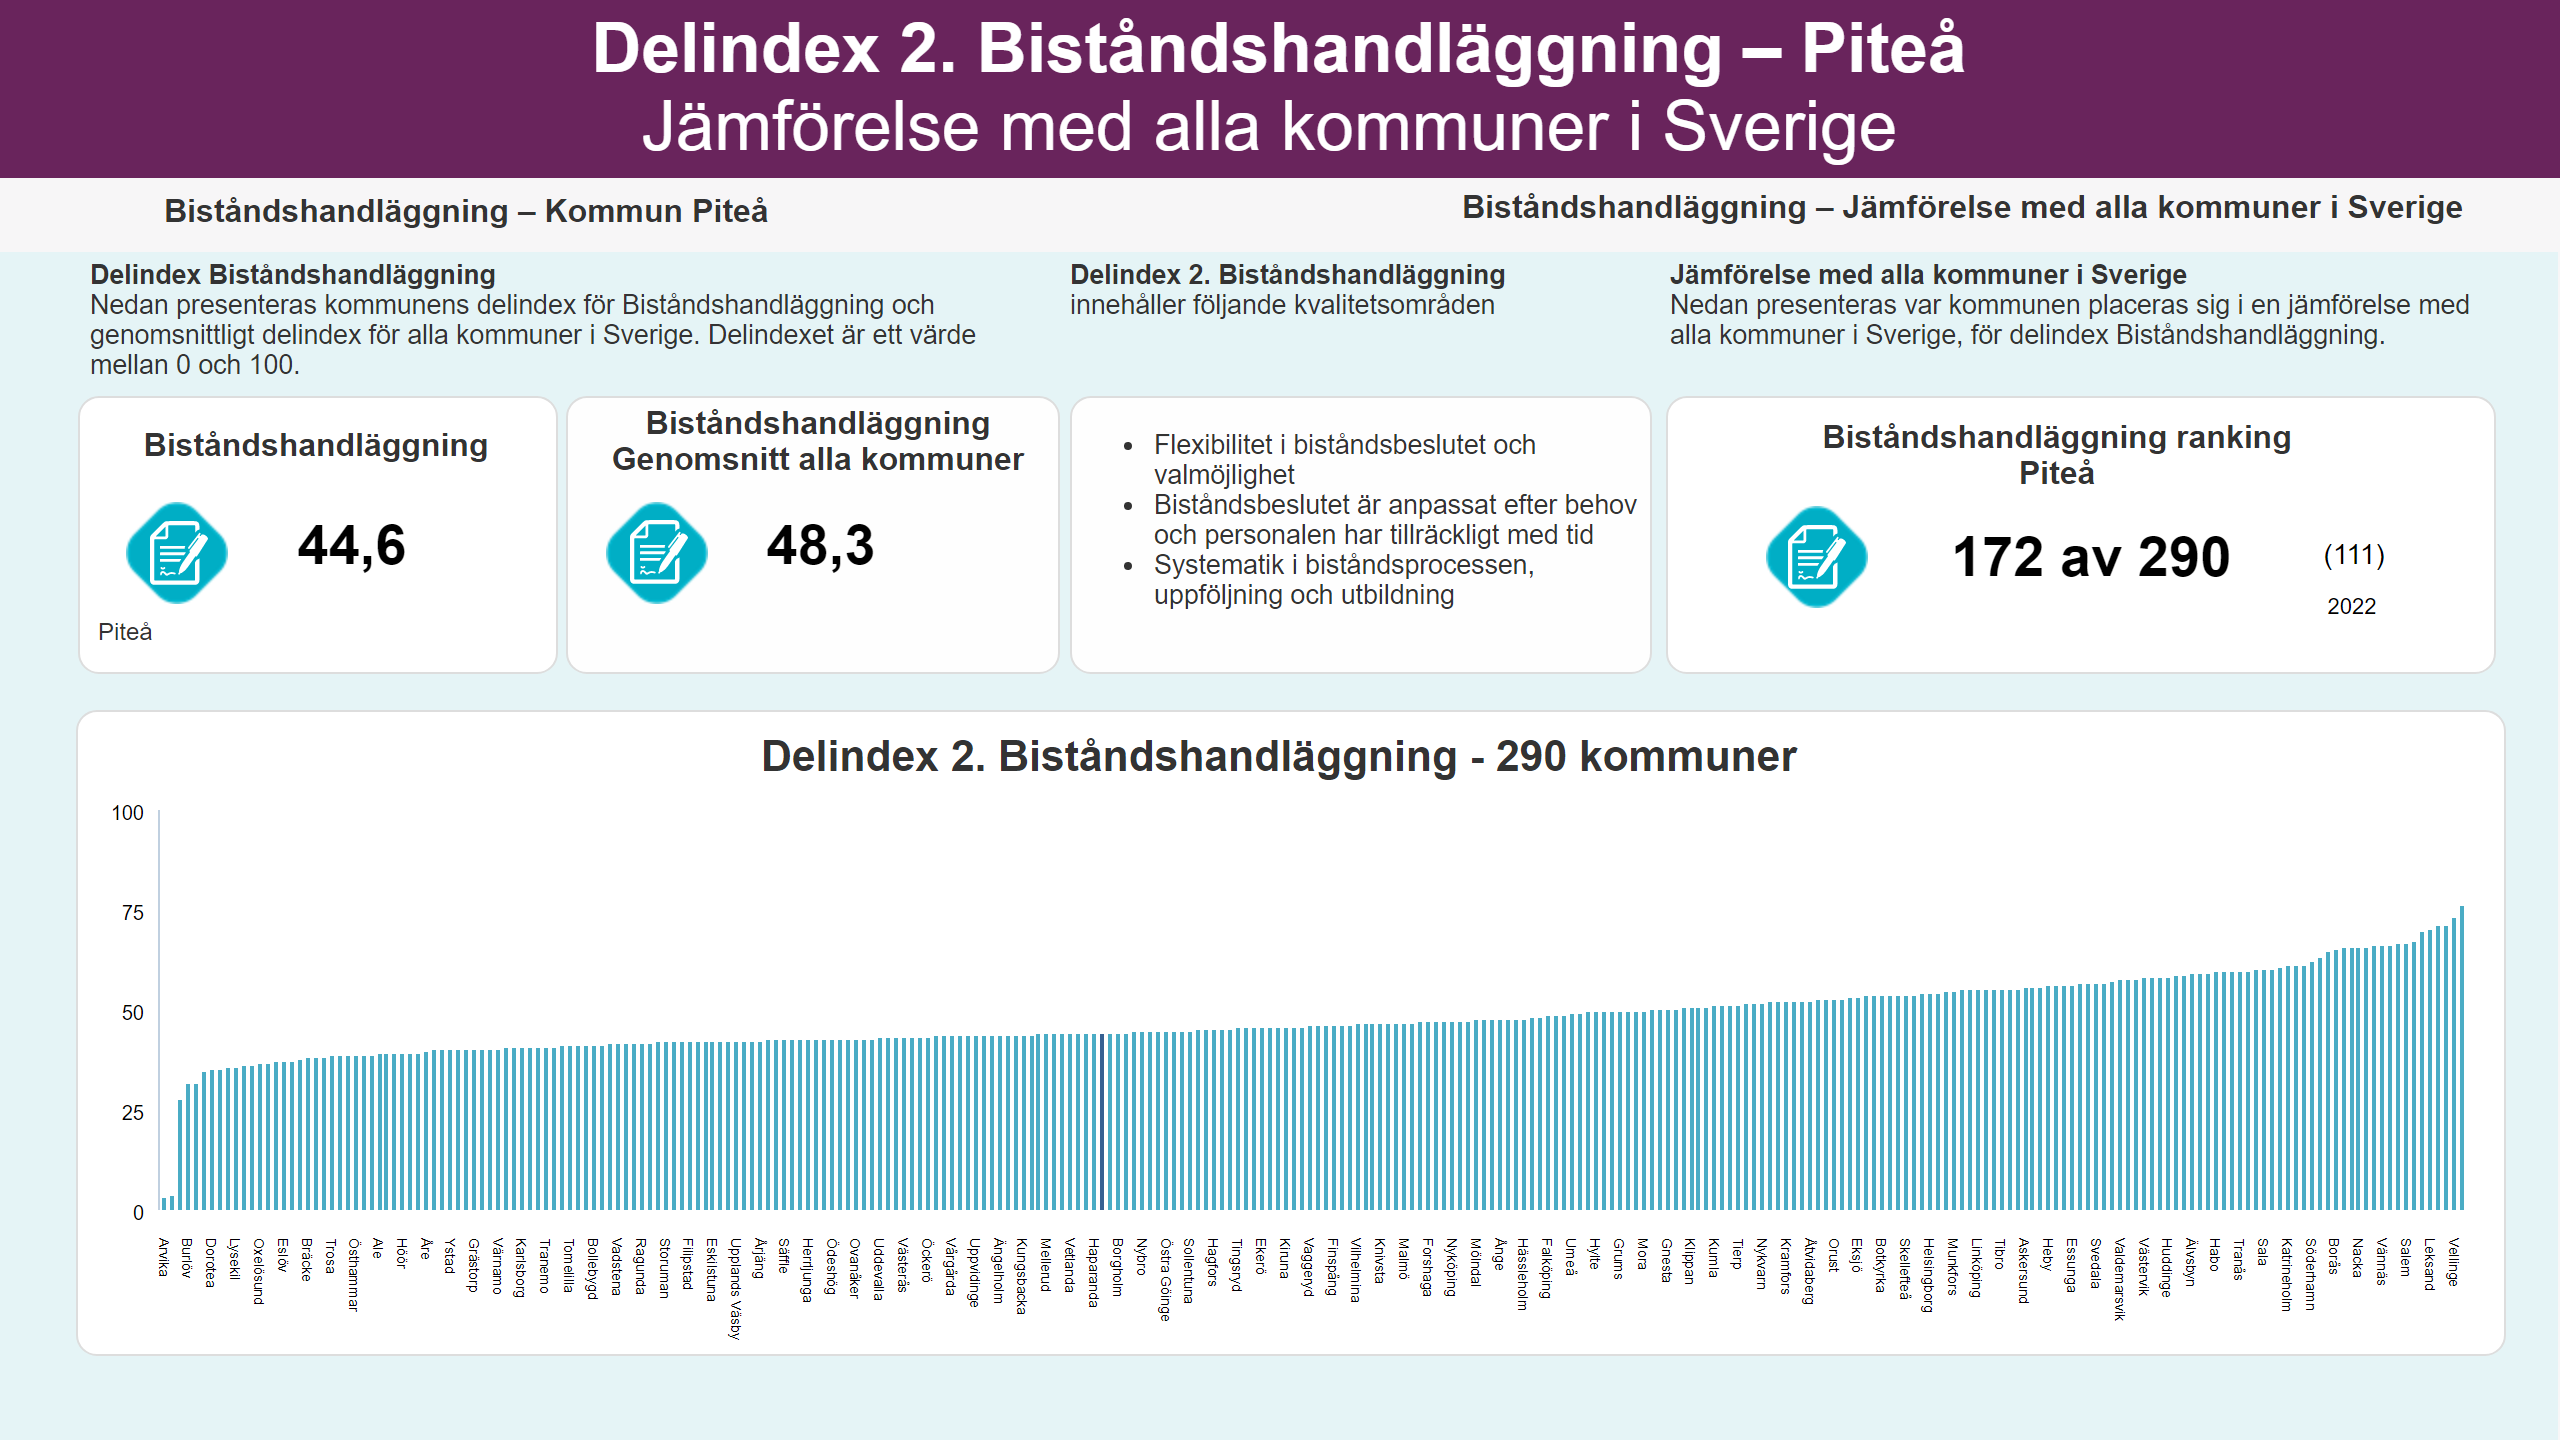 Delindex 2. Biståndshandläggning – Piteå
Jämförelse med alla kommuner i Sverige
Biståndshandläggning – Kommun Piteå
Biståndshandläggning – Jämförelse med alla kommuner i Sverige
Delindex Biståndshandläggning
Nedan presenteras kommunens delindex för Biståndshandläggning och
genomsnittligt delindex för alla kommuner i Sverige. Delindexet är ett värde
mellan 0 och 100.
Delindex 2. Biståndshandläggning
innehåller följande kvalitetsområden
Jämförelse med alla kommuner i Sverige
Nedan presenteras var kommunen placeras sig i en jämförelse med
alla kommuner i Sverige, för delindex Biståndshandläggning.
Biståndshandläggning
44,6
Piteå
Biståndshandläggning
Genomsnitt alla kommuner
48,3
• Flexibilitet i biståndsbeslutet och
valmöjlighet
• Biståndsbeslutet är anpassat efter behov
och personalen har tillräckligt med tid
• Systematik i biståndsprocessen,
uppföljning och utbildning
Biståndshandläggning ranking
Piteå
172 av 290
(111)
2022
Delindex 2. Biståndshandläggning - 290 kommuner
100
75
50
25
0
Arvika
Burlöv
Dorotea
Lysekil
Oxelösund
Eslöv
Bräcke
Trosa
Östhammar
Ale
Höör
Åre
Ystad
Grästorp
Värnamo
Karlsborg
Tranemo
Tomelilla
Bollebygd
Vadstena
Ragunda
Storuman
Filipstad
Eskilstuna
Upplands Väsby
Årjäng
Säffle
Herrljunga
Ödeshög
Ovanåker
Uddevalla
Västerås
Öckerö
Vårgårda
Uppvidinge
Ängelholm
Kungsbacka
Mellerud
Vetlanda
Haparanda
Borgholm
Nybro
Östra Göinge
Sollentuna
Hagfors
Tingsryd
Ekerö
Kiruna
Vaggeryd
Finspång
Vilhelmina
Knivsta
Malmö
Forshaga
Nyköping
Mölndal
Ånge
Hässleholm
Falköping
Umeå
Hylte
Grums
Mora
Gnesta
Klippan
Kumla
Tierp
Nykvarn
Kramfors
Åtvidaberg
Orust
Eksjö
Botkyrka
Skellefteå
Helsingborg
Munkfors
Linköping
Tibro
Askersund
Heby
Essunga
Svedala
Valdemarsvik
Västervik
Huddinge
Älvsbyn
Habo
Tranås
Sala
Katrineholm
Söderhamn
Borås
Nacka
Vännäs
Salem
Leksand
Vellinge